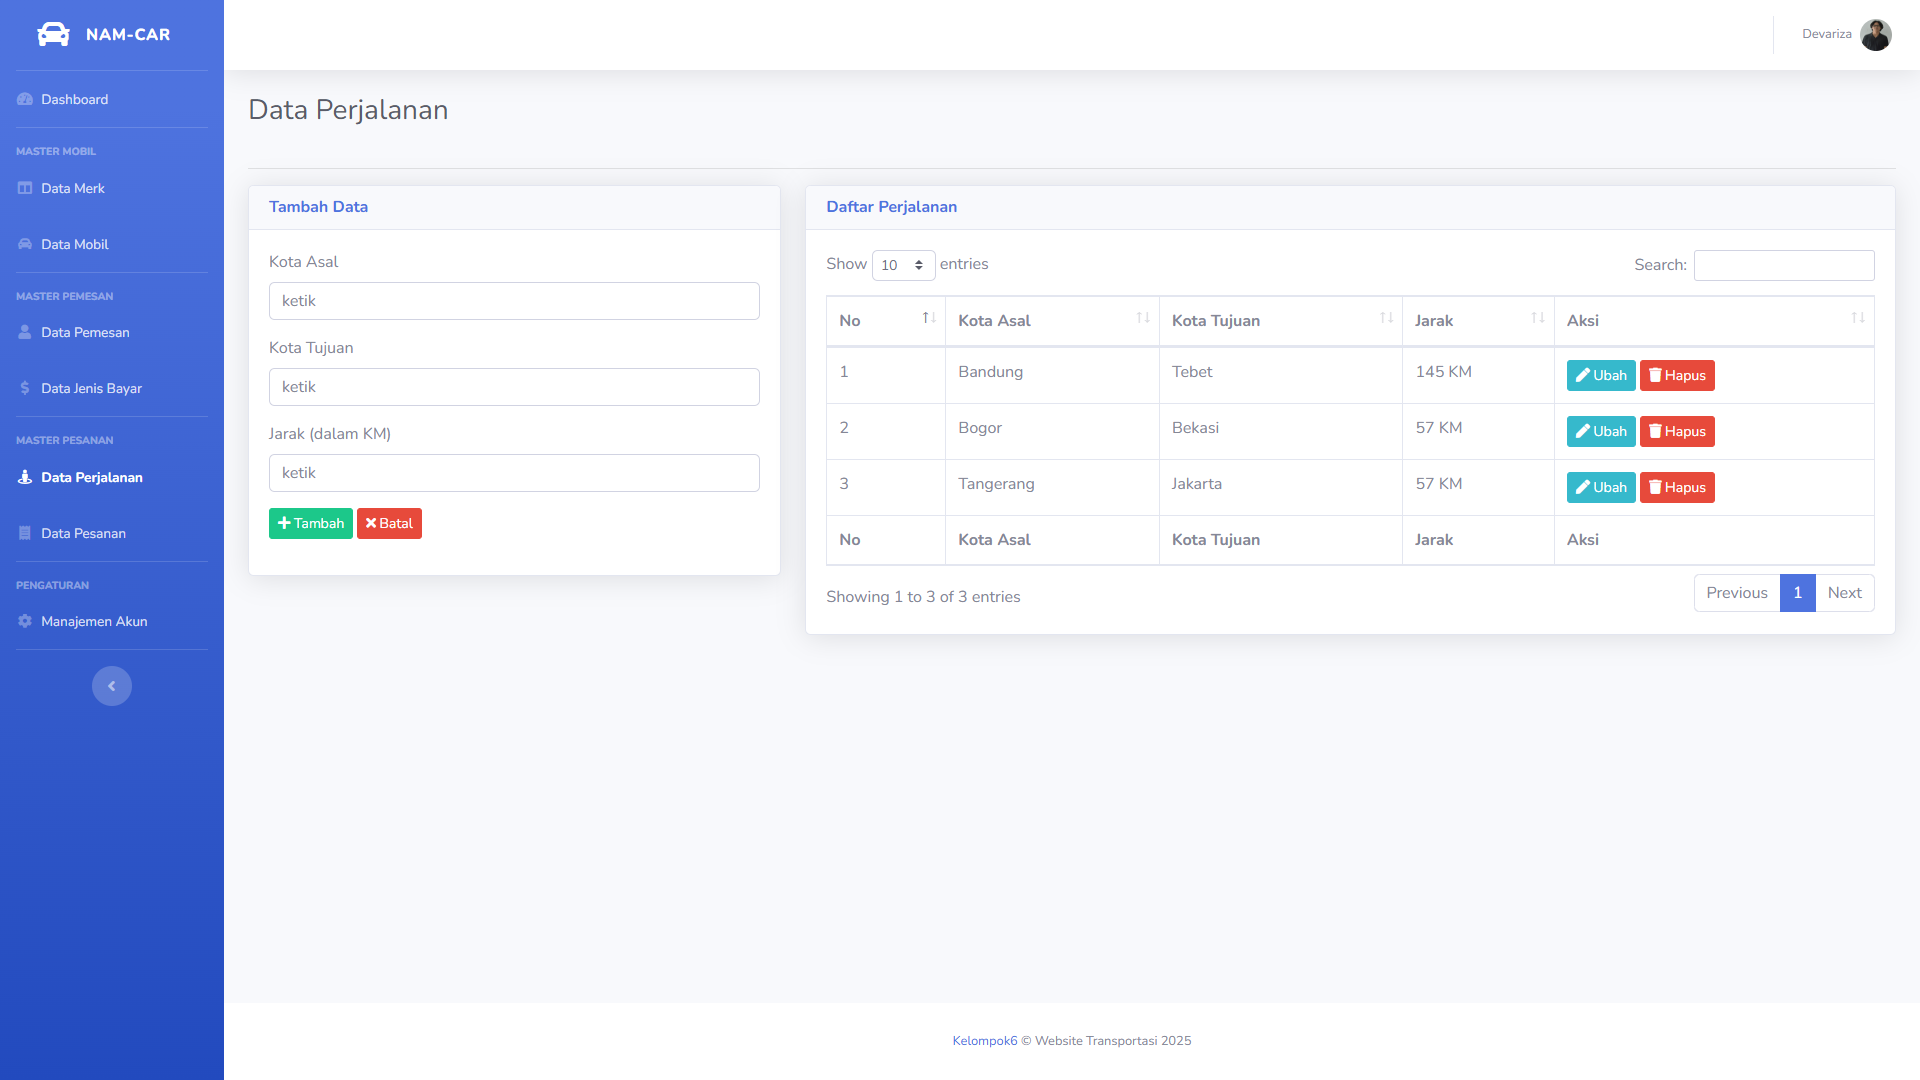 NAM-CAR
Devariza
Dashboard
MASTER MOBIL
Data Merk
Data Mobil
MASTER PEMESAN
Data Pemesan
Data Jenis Bayar
MASTER PESANAN
Data Perjalanan
Data Pesanan
PENGATURAN
Manajemen Akun
Data Perjalanan
Tambah Data
Kota Asal
ketik
Kota Tujuan
ketik
Jarak (dalam KM)
ketik
Tambah Batal
Daftar Perjalanan
Show 10 entries Search:
No Kota Asal Kota Tujuan Jarak Aksi
1 Bandung Tebet 145 KM Ubah Hapus
2 Bogor Bekasi 57 KM Ubah Hapus
3 Tangerang Jakarta 57 KM Ubah Hapus
No Kota Asal Kota Tujuan Jarak Aksi
Showing 1 to 3 of 3 entries Previous 1 Next
Kelompok6 © Website Transportasi 2025